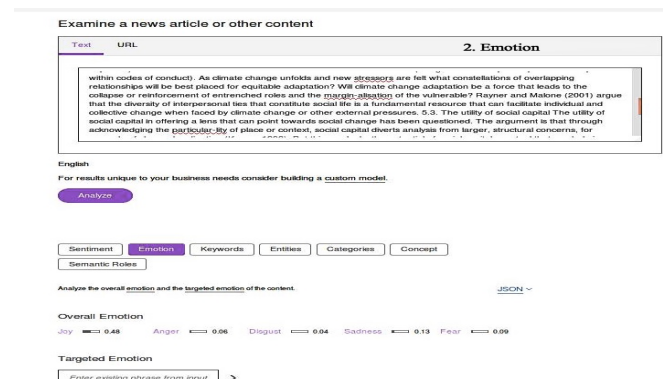 Examine a news article or other content
Text URL
2. Emotion
within codes of conduct). As climate change unfolds and new stressors are felt what constellations of overlapping
relationships will be best placed for equitable adaptation? Will climate change adaptation be a force that leads to the
collapse or reinforcement of entrenched roles and the margin-alisation of the vulnerable? Rayner and Malone (2001) argue
that the diversity of interpersonal ties that constitute social life is a fundamental resource that can facilitate individual and
collective change when faced by climate change or other external pressures. 5.3. The utility of social capital The utility of
social capital in offering a lens that can point towards social change has been questioned. The argument is that through
acknowledging the particular-lity of place or context, social capital diverts analysis from larger, structural concerns, for
English
For results unique to your business needs consider building a custom model.
Analyze
Sentiment Emotion Keywords Entities Categories Concept
Semantic Roles
Analyze the overall emotion and the targeted emotion of the content.
JSON
Overall Emotion
Joy 0.48 Anger 0.06 Disgust 0.04 Sadness 0.13 Fear 0.09
Targeted Emotion
Enter existing phrase from input